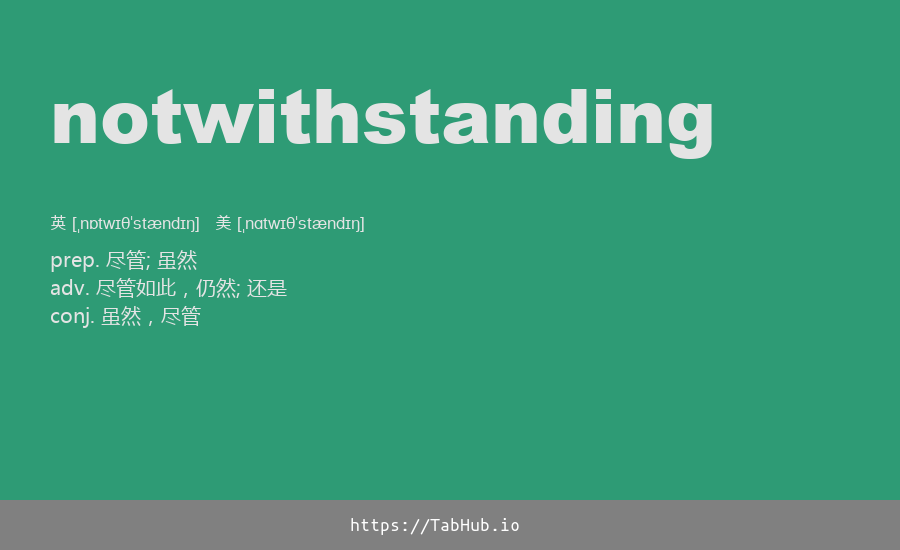 notwithstanding
英 [ˌnɒtwɪθˈstændɪŋ] 美 [ˌnɑtwɪθˈstændɪŋ]
prep. 尽管; 虽然
adv. 尽管如此，仍然; 还是
conj. 虽然，尽管
https://TabHub.io